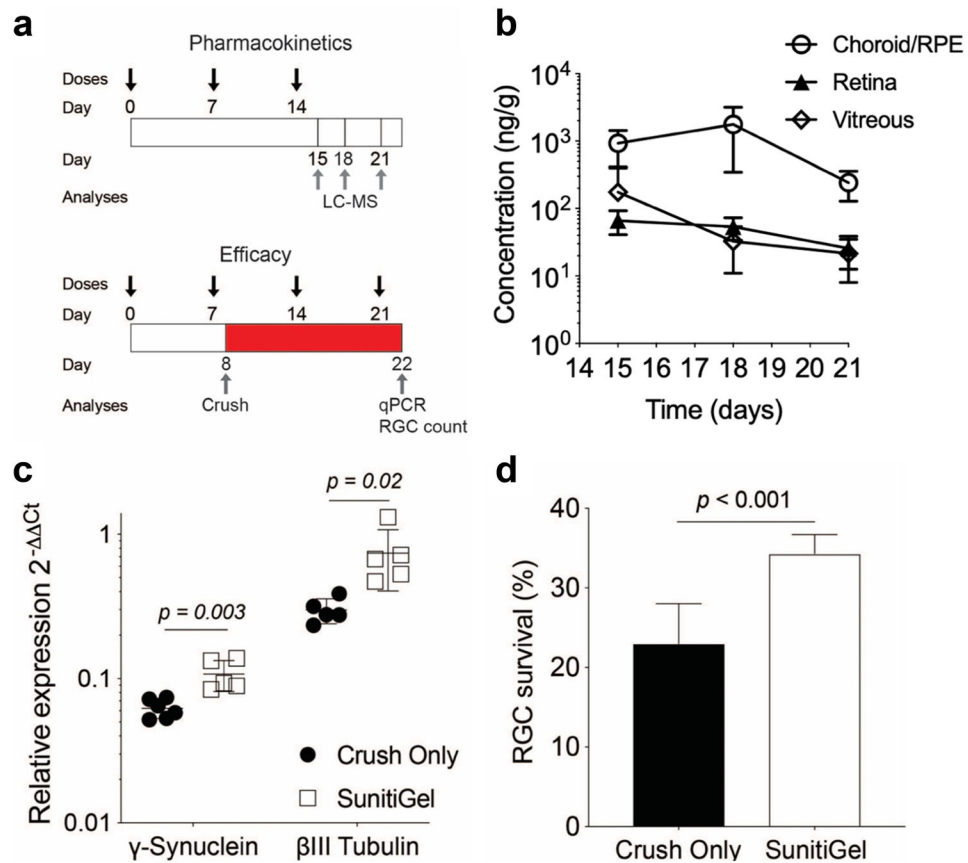 a
Pharmacokinetics
Doses
Day 0 7 14
Day 15 18 21
Analyses LC-MS
Efficacy
Doses
Day 0 7 14 21
Day 8 22
Analyses Crush qPCR
RGC count
b
Choroid/RPE
Retina
Vitreous
Concentration (ng/g)
10⁴
10³
10²
10¹
10⁰
14 15 16 17 18 19 20 21
Time (days)
c
Relative expression 2^-ΔΔCt
p = 0.02
p = 0.003
1
0.1
0.01
Crush Only
SunitiGel
γ-Synuclein βIII Tubulin
d
p < 0.001
RGC survival (%)
40
30
20
10
0
Crush Only SunitiGel